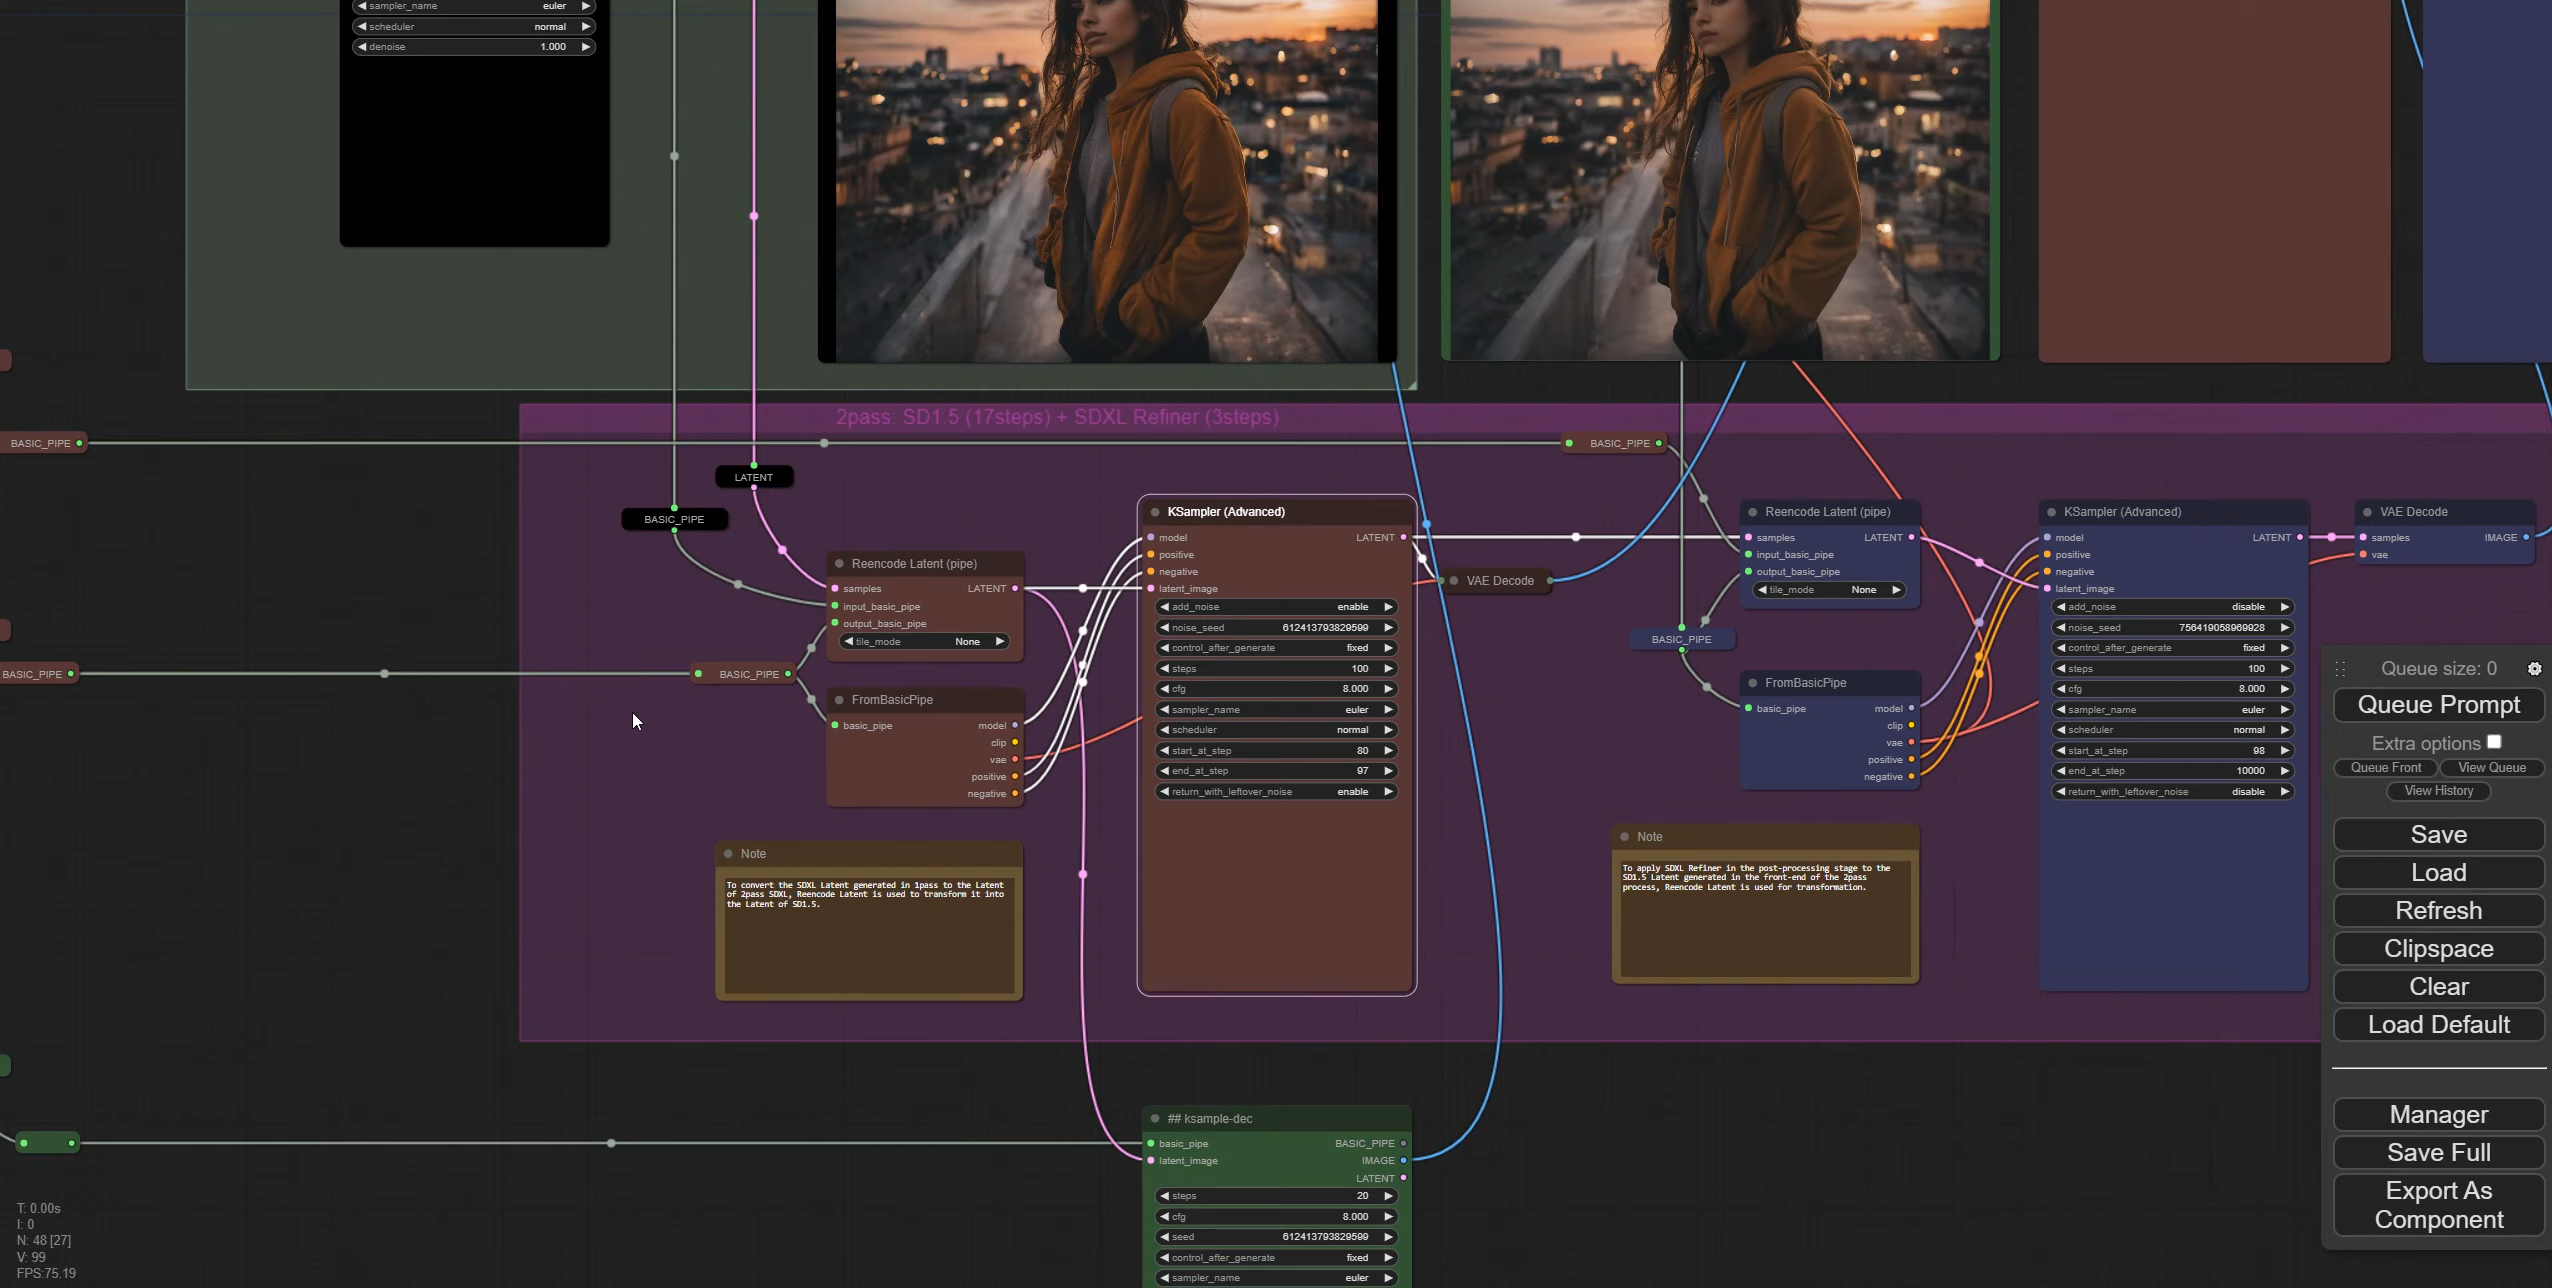 sampler_name euler
scheduler normal
denoise 1.000
2pass: SD1.5 (17steps) + SDXL Refiner (3steps)
BASIC_PIPE
BASIC_PIPE
LATENT
BASIC_PIPE
Reencode Latent (pipe)
samples LATENT
input_basic_pipe
output_basic_pipe
tile_mode None
BASIC_PIPE
BASIC_PIPE
FromBasicPipe
basic_pipe model
clip
vae
positive
negative
Note
To convert the SDXL Latent generated in 1pass to the Latent
of 2pass SDXL, Reencode Latent is used to transform it into
the Latent of SD1.5.
KSampler (Advanced)
model LATENT
positive
negative
latent_image
add_noise enable
noise_seed 612413793829599
control_after_generate fixed
steps 100
cfg 8.000
sampler_name euler
scheduler normal
start_at_step 80
end_at_step 97
return_with_leftover_noise enable
VAE Decode
Reencode Latent (pipe)
samples LATENT
input_basic_pipe
output_basic_pipe
tile_mode None
BASIC_PIPE
FromBasicPipe
basic_pipe model
clip
vae
positive
negative
Note
To apply SDXL Refiner in the post-processing stage to the
SD1.5 Latent generated in the front-end of the 2pass
process, Reencode Latent is used for transformation.
KSampler (Advanced)
model LATENT
positive
negative
latent_image
add_noise disable
noise_seed 756419058969928
control_after_generate fixed
steps 100
cfg 8.000
sampler_name euler
scheduler normal
start_at_step 98
end_at_step 10000
return_with_leftover_noise disable
VAE Decode
samples IMAGE
vae
Queue size: 0
Queue Prompt
Extra options
Queue Front View Queue
View History
Save
Load
Refresh
Clipspace
Clear
Load Default
Manager
Save Full
Export As
Component
## ksample-dec
basic_pipe BASIC_PIPE
latent_image IMAGE
LATENT
steps 20
cfg 8.000
seed 612413793829599
control_after_generate fixed
sampler_name euler
T: 0.00s
I: 0
N: 48 [27]
V: 99
FPS:75.19